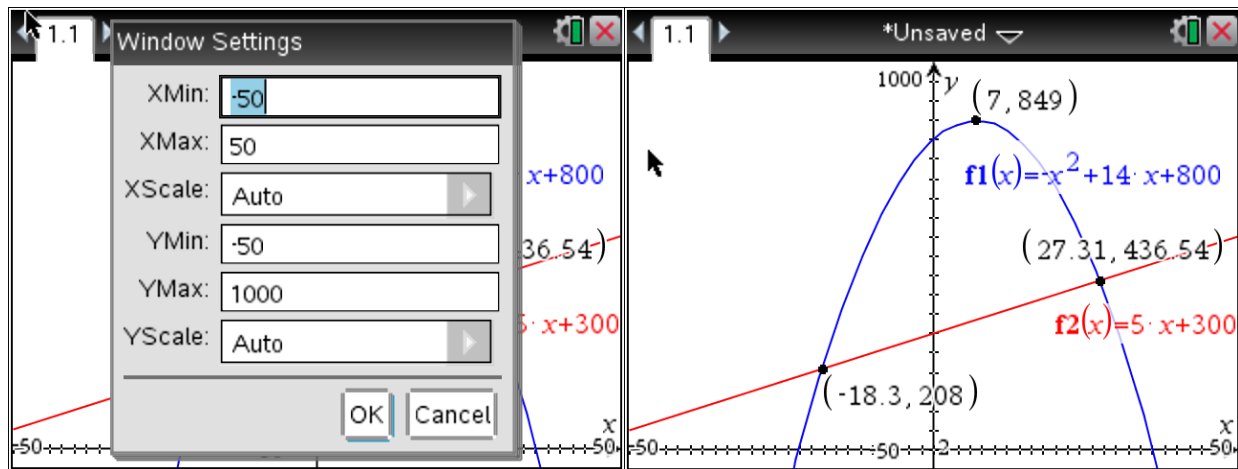 1.1
Window Settings
XMin: -50
XMax: 50
XScale: Auto
YMin: -50
YMax: 1000
YScale: Auto
OK Cancel
x+800
36.54)
5·x+300
x
-50
50
1.1 *Unsaved
1000 y
(7,849)
f1(x)=-x²+14·x+800
(27.31,436.54)
f2(x)=5·x+300
(-18.3,208)
x
-50 -50 2 50